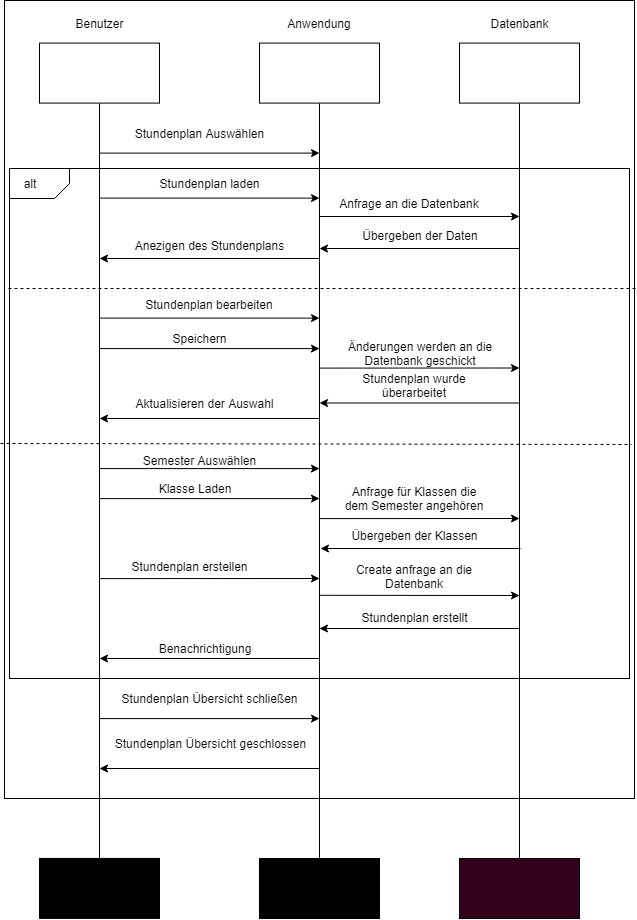 Benutzer
Anwendung
Datenbank
Stundenplan Auswählen
alt
Stundenplan laden
Anfrage an die Datenbank
Übergeben der Daten
Anezigen des Stundenplans
Stundenplan bearbeiten
Speichern
Änderungen werden an die
Datenbank geschickt
Stundenplan wurde
überarbeitet
Aktualisieren der Auswahl
Semester Auswählen
Klasse Laden
Anfrage für Klassen die
dem Semester angehören
Übergeben der Klassen
Stundenplan erstellen
Create anfrage an die
Datenbank
Stundenplan erstellt
Benachrichtigung
Stundenplan Übersicht schließen
Stundenplan Übersicht geschlossen